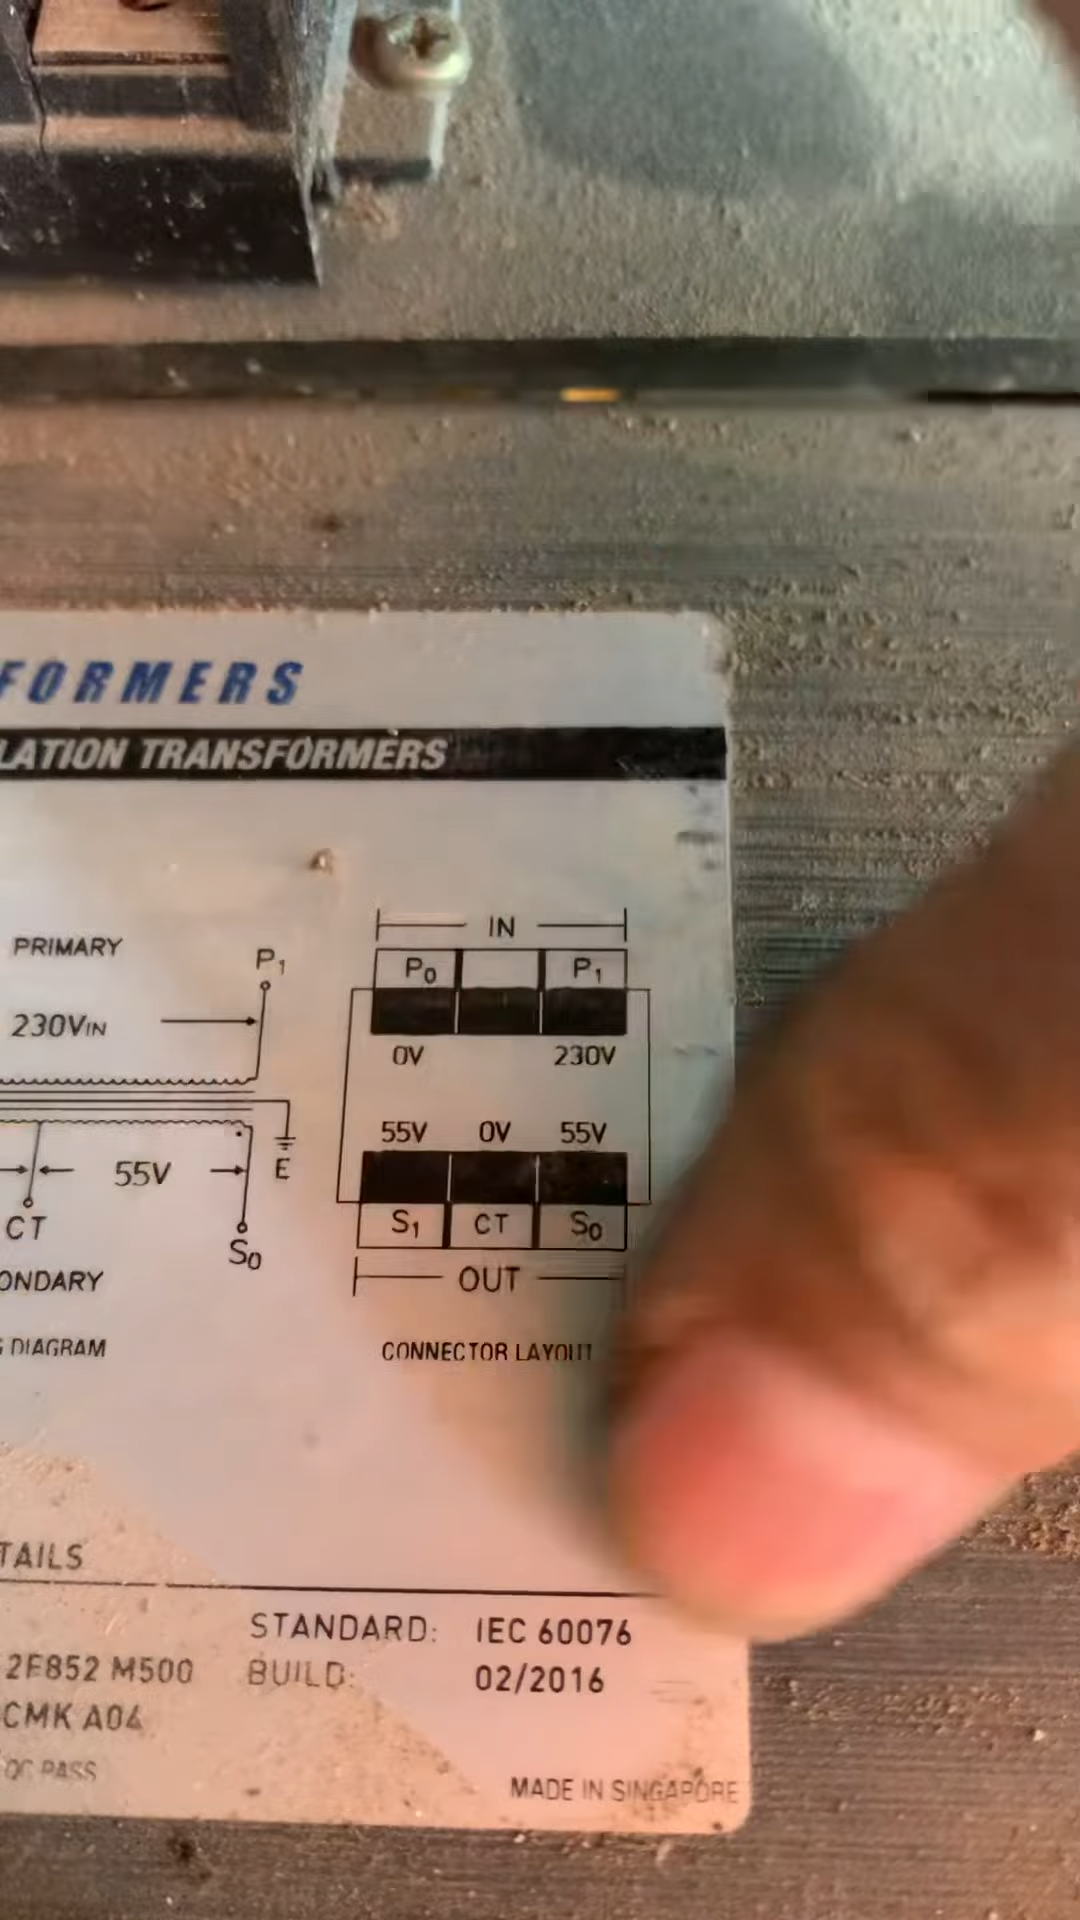 FORMERS
LATION TRANSFORMERS
PRIMARY
P1
230VIN
IN
P0 P1
0V 230V
55V 0V 55V
S1 CT S0
OUT
CONNECTOR LAYOUT
55V
E
CT
S0
ONDARY
DIAGRAM
TAILS
STANDARD: IEC 60076
2F852 M500
BUILD: 02/2016
CMK A04
QC PASS
MADE IN SINGAPORE